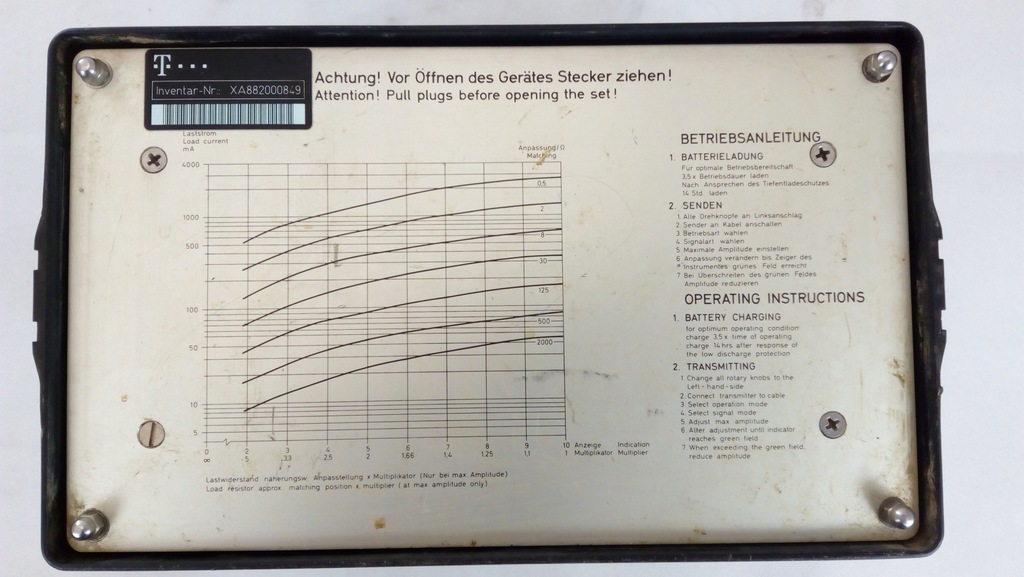 T...
Inventar-Nr.: XA882000849
Achtung! Vor Öffnen des Gerätes Stecker ziehen!
Attention! Pull plugs before opening the set!
Laststrom
Load current
mA
Anpassung/Ω
Matching
4000
1000
500
100
50
10
5
0,5
2
8
30
125
500
2000
0 2 3 4 5 6 7 8 9 10 Anzeige Indication
∞ 5 3,3 2,5 2 1,66 1,4 1,25 1,1 1 Multiplikator Multiplier
Lastwiderstand näherungsw. Anpasstellung x Multiplikator (Nur bei max Amplitude)
Load resistor approx. matching position x multiplier (at max amplitude only)
BETRIEBSANLEITUNG
1. BATTERIELADUNG
Für optimale Betriebsbereitschaft
3,5 x Betriebsdauer laden
Nach Ansprechen des Tiefentladeschutzes
14 Std. laden
2. SENDEN
1. Alle Drehknöpfe an Linksanschlag
2. Sender an Kabel anschalten
3. Betriebsart wählen
4. Signalart wählen
5. Maximale Amplitude einstellen
6. Anpassung verändern bis Zeiger des
Instrumentes grünes Feld erreicht
7. Bei Überschreiten des grünen Feldes
Amplitude reduzieren
OPERATING INSTRUCTIONS
1. BATTERY CHARGING
for optimum operating condition
charge 3,5 x time of operating
charge 14 hrs after response of
the low discharge protection
2. TRANSMITTING
1. Change all rotary knobs to the
Left-hand-side
2. Connect transmitter to cable
3. Select operation mode
4. Select signal mode
5. Adjust max amplitude
6. Alter adjustment until indicator
reaches green field
7. When exceeding the green field,
reduce amplitude